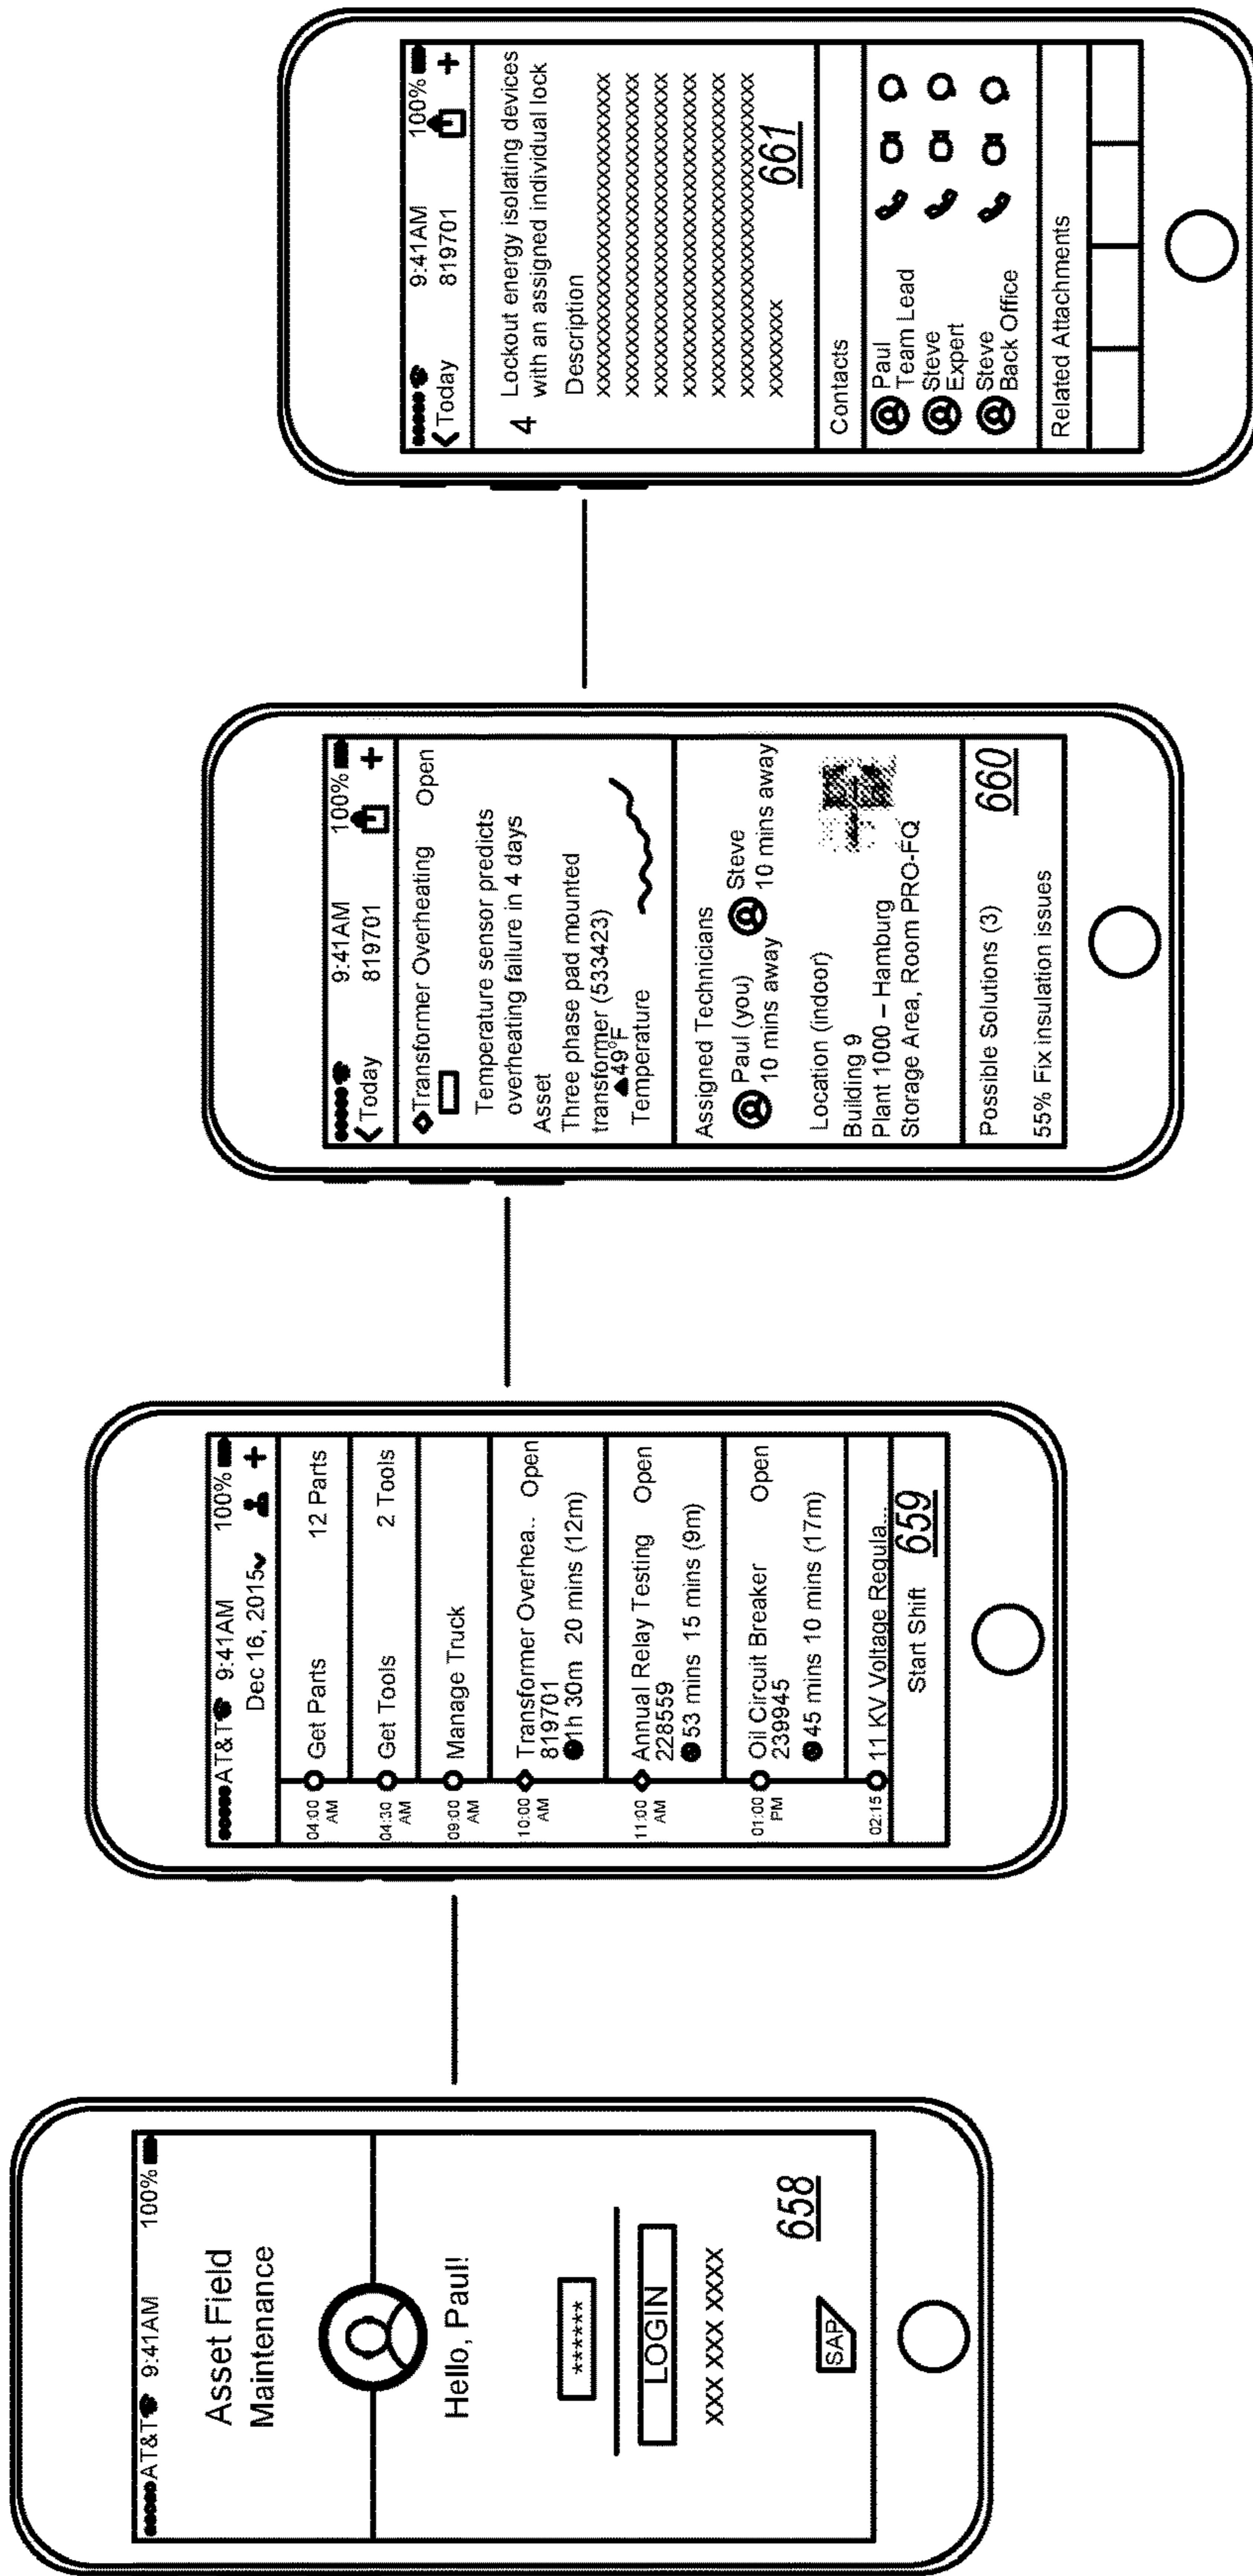 AT&T 9:41AM 100%
Asset Field
Maintenance
Hello, Paul!
******
LOGIN
xxx xxx xxxx
SAP
658
AT&T 9:41AM 100%
Dec 16, 2015 +
04:00 AM Get Parts 12 Parts
04:30 AM Get Tools 2 Tools
09:00 AM Manage Truck
10:00 AM Transformer Overhea.. Open
819701
1h 30m 20 mins (12m)
11:00 AM Annual Relay Testing Open
228559
53 mins 15 mins (9m)
01:00 PM Oil Circuit Breaker Open
239945
45 mins 10 mins (17m)
02:15 11 KV Voltage Regula...
Start Shift 659
9:41AM 100%
Today 819701 +
Transformer Overheating Open
Temperature sensor predicts
overheating failure in 4 days
Asset
Three phase pad mounted
transformer (533423)
49°F
Temperature
Assigned Technicians
Paul (you) Steve
10 mins away 10 mins away
Location (indoor)
Building 9
Plant 1000 – Hamburg
Storage Area, Room PRO-FQ
Possible Solutions (3) 660
55% Fix insulation issues
9:41AM 100%
Today 819701 +
4 Lockout energy isolating devices
with an assigned individual lock
Description
xxxxxxxxxxxxxxxxxxxxxxxxxxxxxx
xxxxxxxxxxxxxxxxxxxxxxxxxxxxxx
xxxxxxxxxxxxxxxxxxxxxxxxxxxxxx
xxxxxxxxxxxxxxxxxxxxxxxxxxxxxx
xxxxxxxxxxxxxxxxxxxxxxxxxxxxxx
xxxxxxxxxxxxxxxxxxxxxxxxxxxxxx
xxxxxxxxx 661
Contacts
Paul
Team Lead
Steve
Expert
Steve
Back Office
Related Attachments